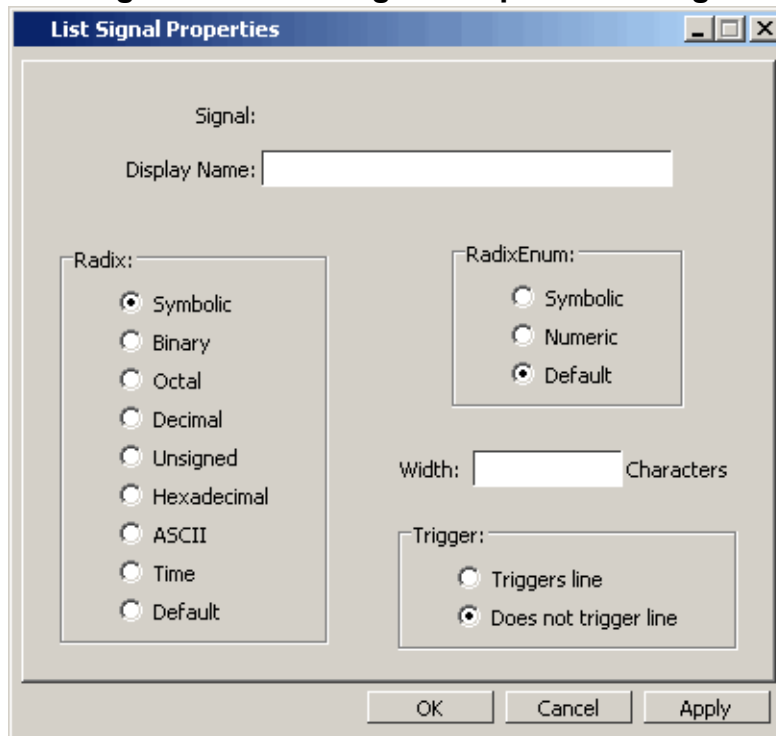 List Signal Properties
Signal:
Display Name:
Radix:
Symbolic
Binary
Octal
Decimal
Unsigned
Hexadecimal
ASCII
Time
Default
RadixEnum:
Symbolic
Numeric
Default
Width: Characters
Trigger:
Triggers line
Does not trigger line
OK Cancel Apply